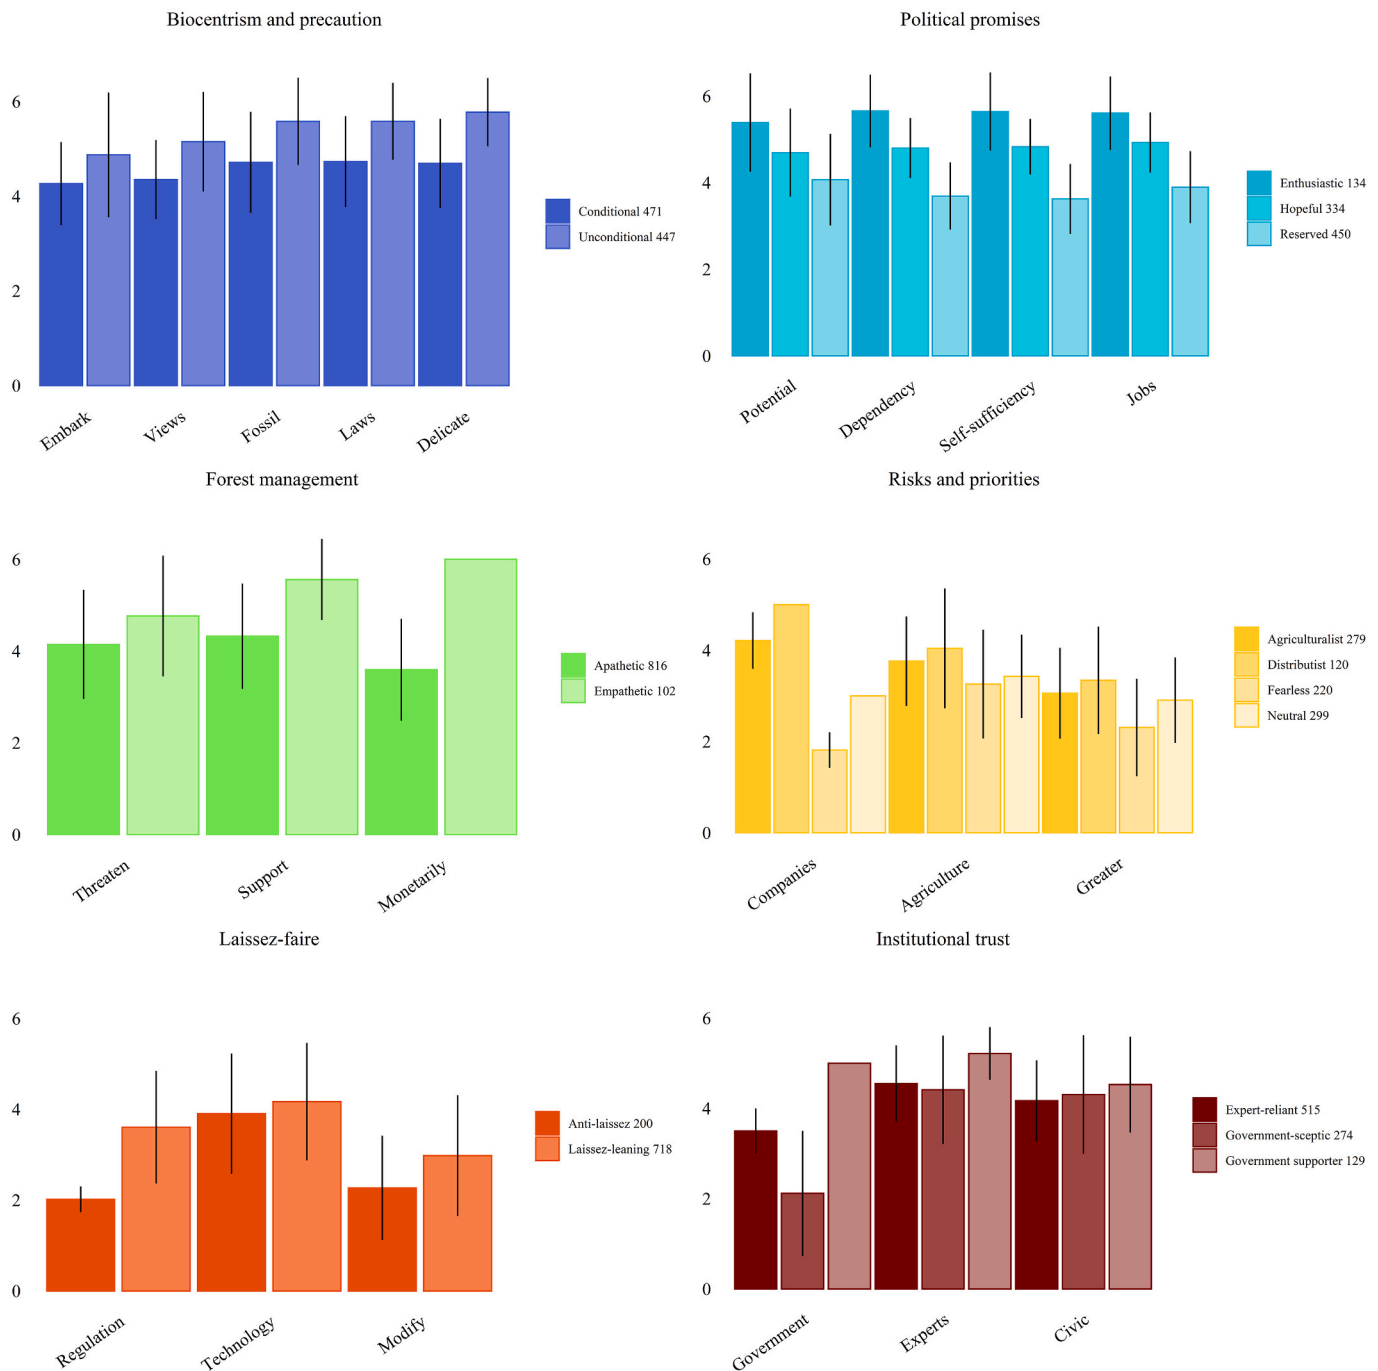 Biocentrism and precaution
6
4
2
0
Embark
Views
Fossil
Laws
Delicate
Conditional 471
Unconditional 447
Political promises
6
4
2
0
Potential
Dependency
Self-sufficiency
Jobs
Enthusiastic 134
Hopeful 334
Reserved 450
Forest management
6
4
2
0
Threaten
Support
Monetarily
Apathetic 816
Empathetic 102
Risks and priorities
6
4
2
0
Companies
Agriculture
Greater
Agriculturalist 279
Distributist 120
Fearless 220
Neutral 299
Laissez-faire
6
4
2
0
Regulation
Technology
Modify
Anti-laissez 200
Laissez-leaning 718
Institutional trust
6
4
2
0
Government
Experts
Civic
Expert-reliant 515
Government-sceptic 274
Government supporter 129